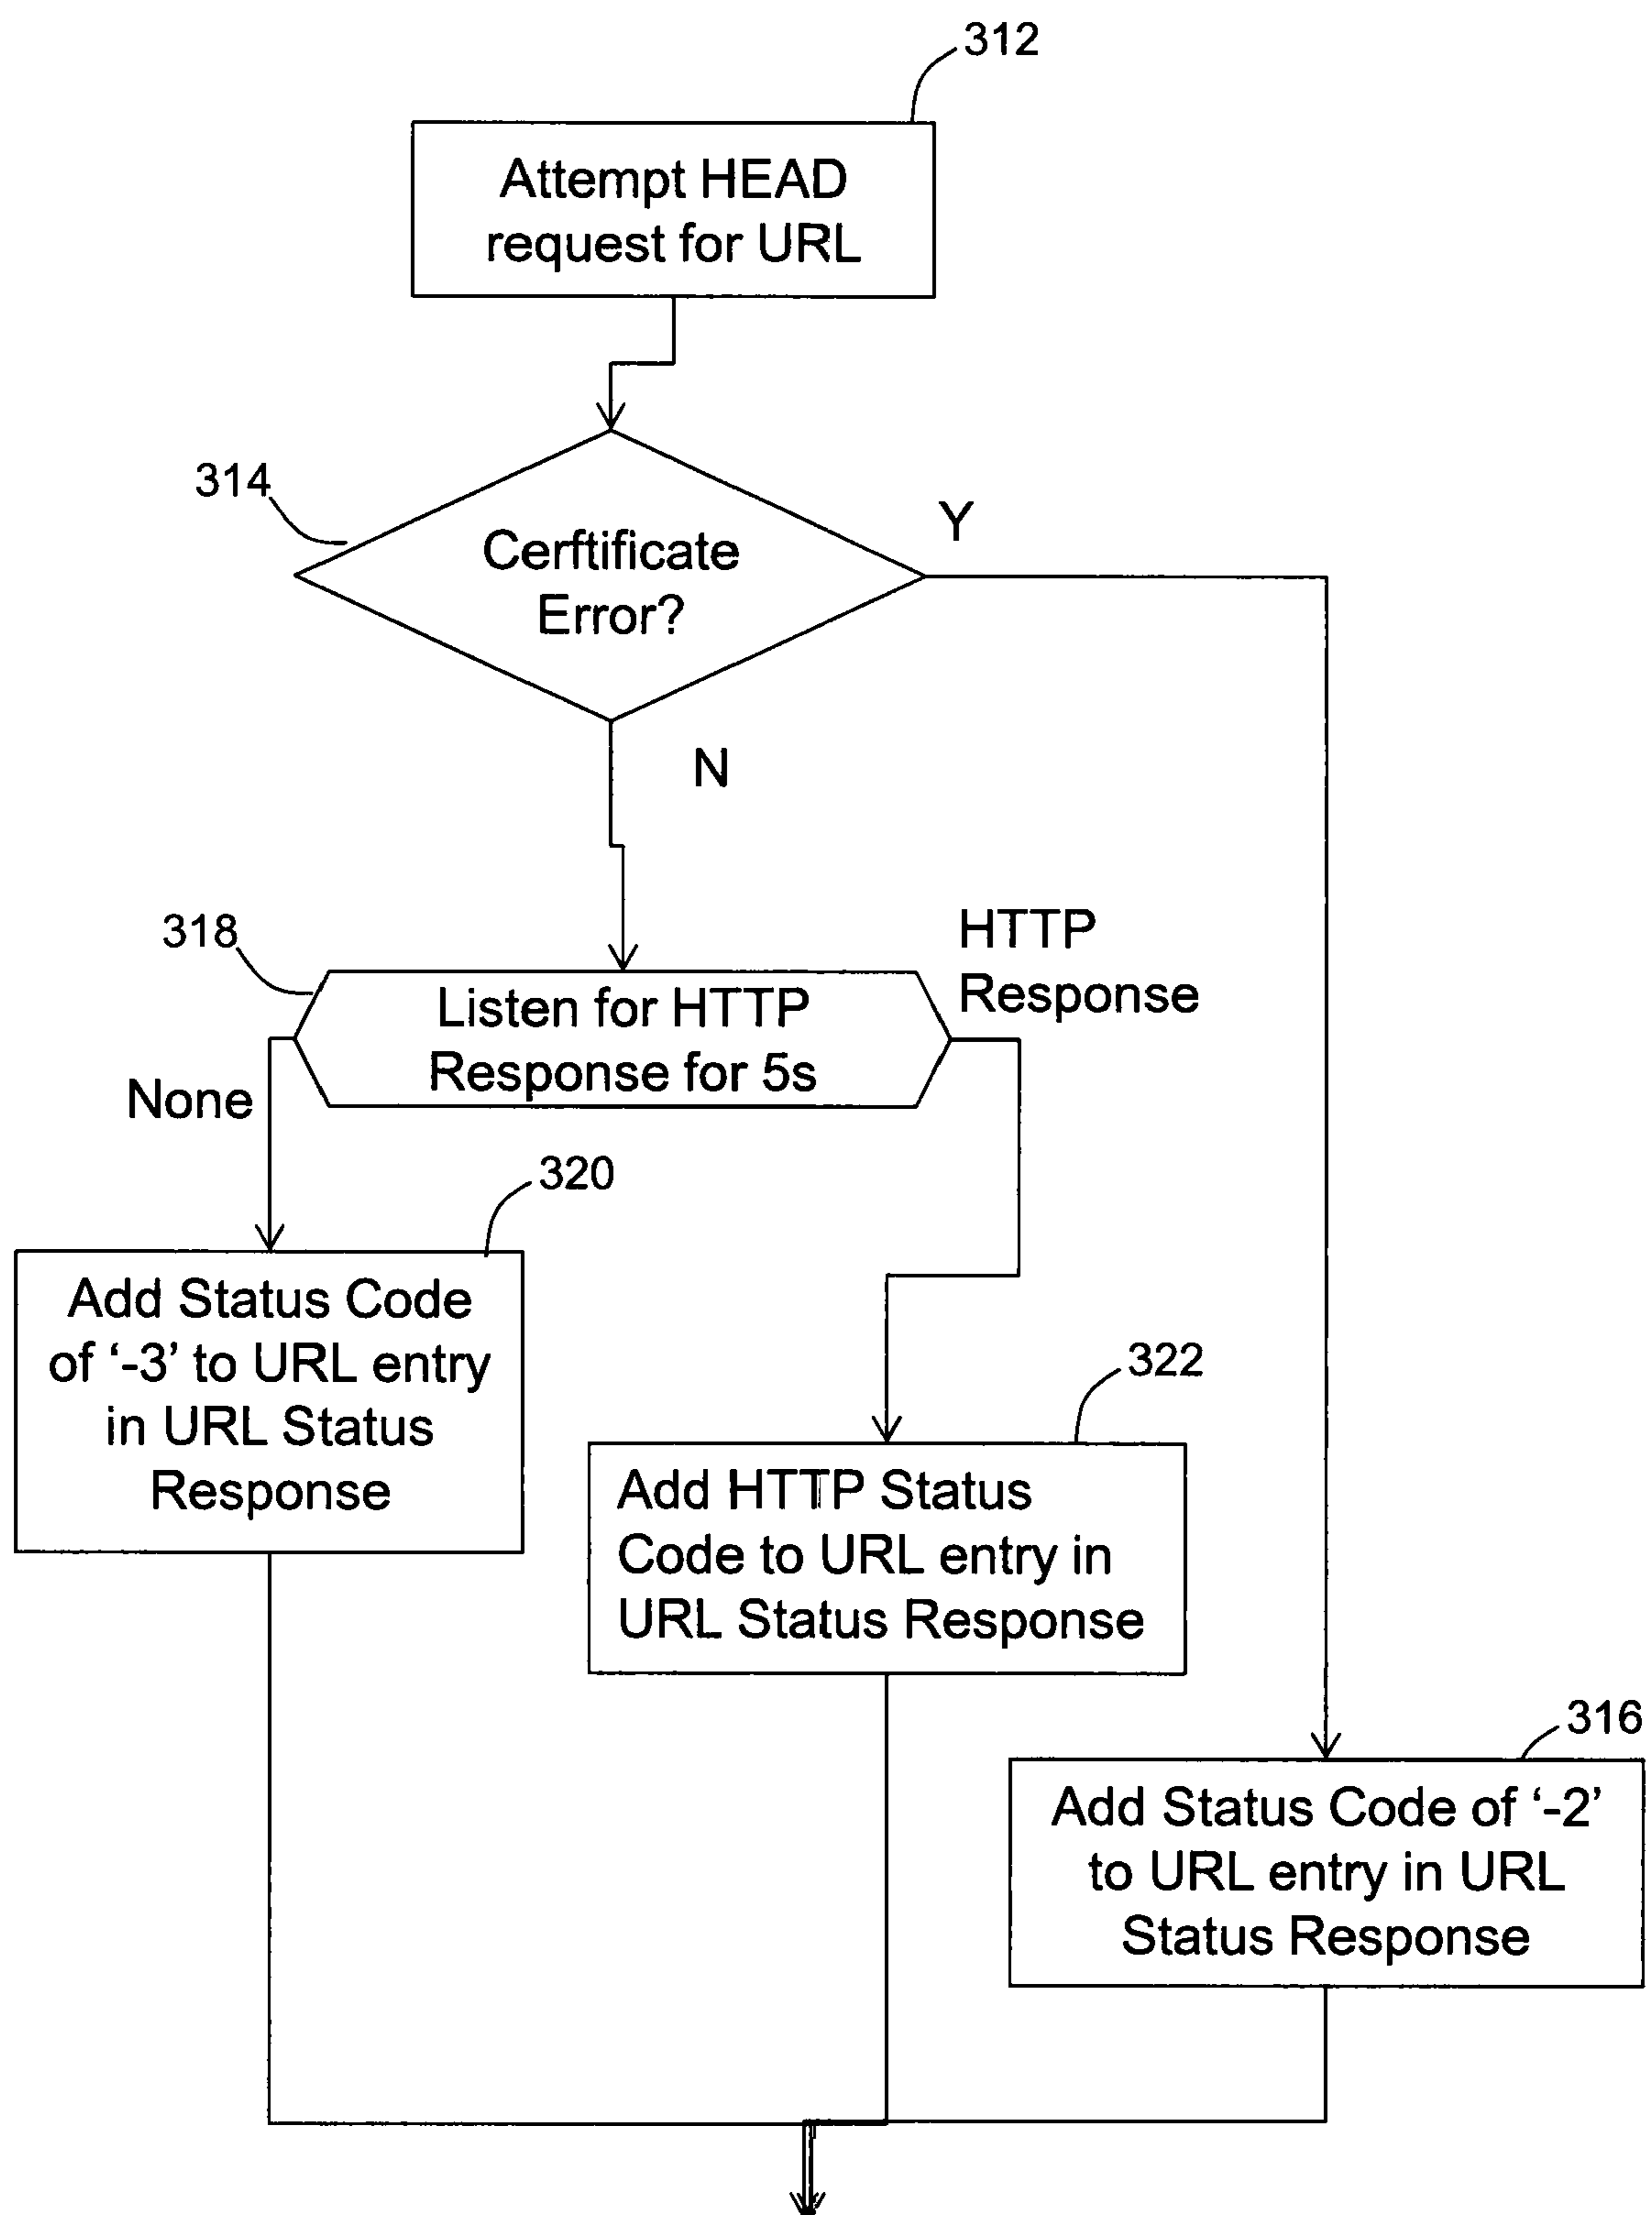 312
Attempt HEAD
request for URL
314
Cerftificate
Error?
Y
N
318
Listen for HTTP
Response for 5s
HTTP
Response
None
320
Add Status Code
of ‘-3’ to URL entry
in URL Status
Response
322
Add HTTP Status
Code to URL entry in
URL Status Response
316
Add Status Code of ‘-2’
to URL entry in URL
Status Response